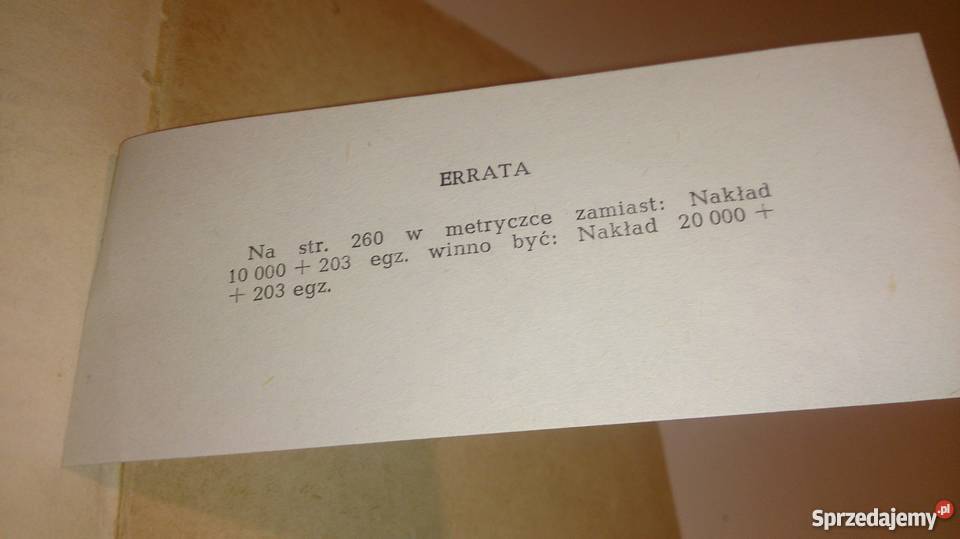 ERRATA
Na str. 260 w metryczce zamiast: Nakład
10 000 + 203 egz. winno być: Nakład 20 000 +
+ 203 egz.
Sprzedajemy.pl